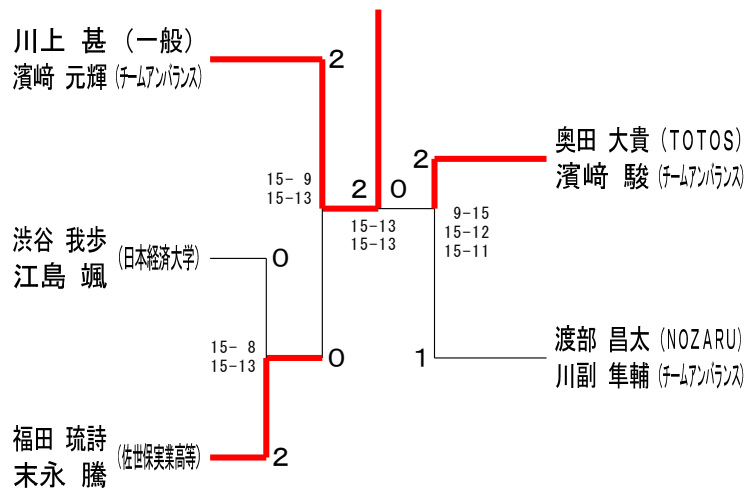 川上 甚 (一般)
濱﨑 元輝 (チームアンバランス)
2
15- 9
15-13
2
0
15-13
15-13
渋谷 我歩
江島 颯
(日本経済大学)
0
15- 8
15-13
0
福田 琉詩
末永 騰
(佐世保実業高等)
2
奥田 大貴 (TOTOS)
濱﨑 駿 (チームアンバランス)
2
9-15
15-12
15-11
渡部 昌太 (NOZARU)
川副 隼輔 (チームアンバランス)
1